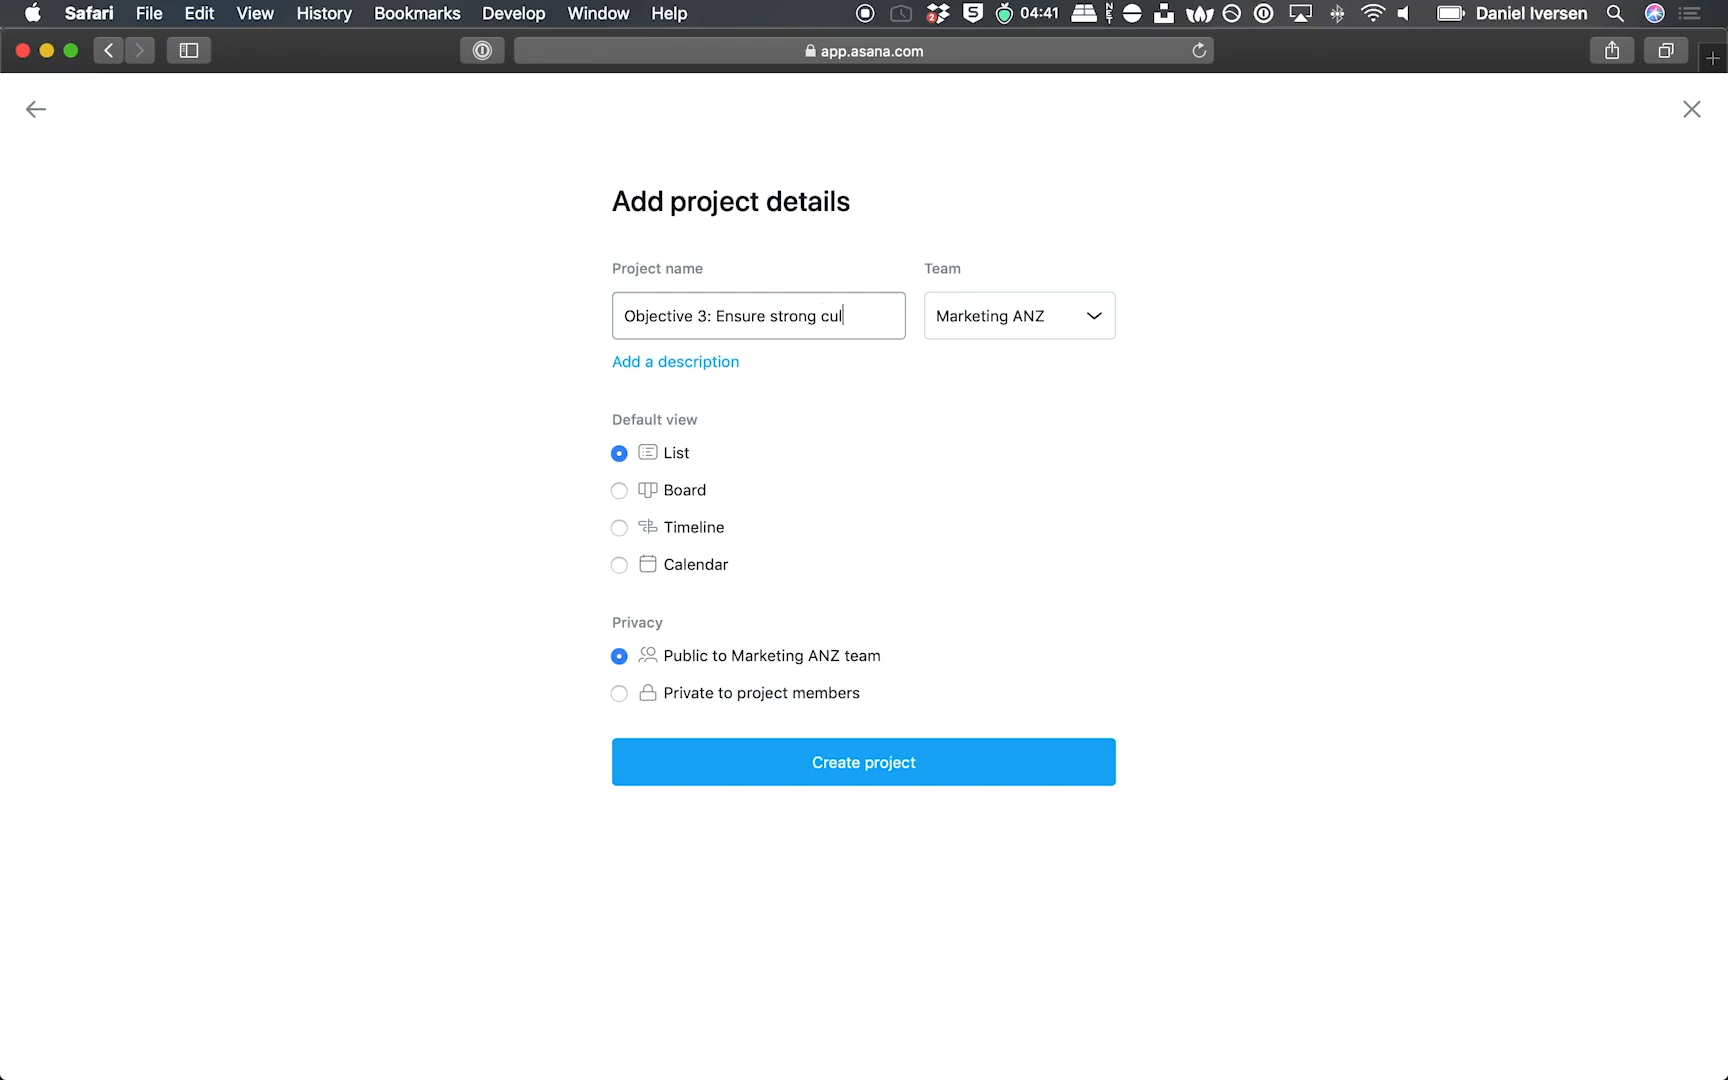 Safari File Edit View History Bookmarks Develop Window Help 04:41 Daniel Iversen
app.asana.com
Add project details
Project name Team
Objective 3: Ensure strong cul Marketing ANZ
Add a description
Default view
List
Board
Timeline
Calendar
Privacy
Public to Marketing ANZ team
Private to project members
Create project